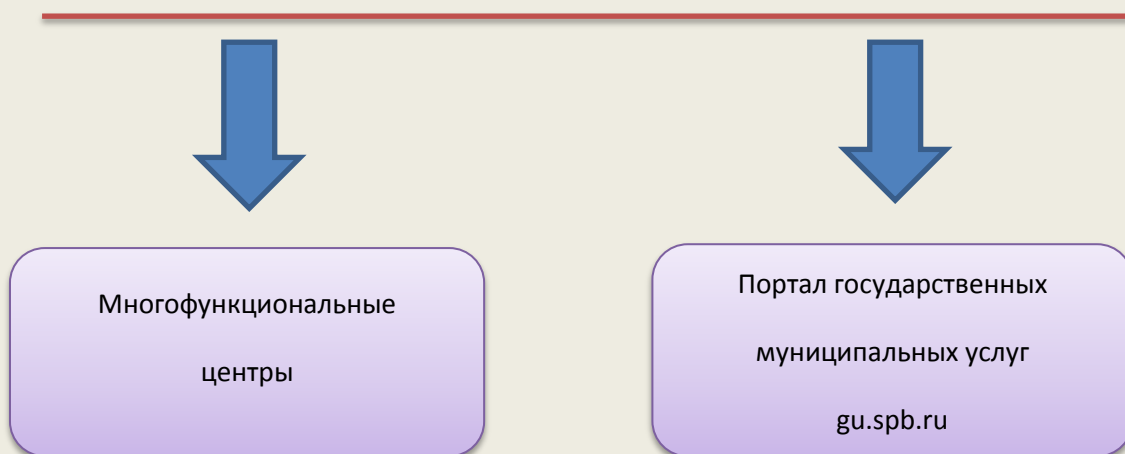 Многофункциональные
центры
Портал государственных
муниципальных услуг
gu.spb.ru